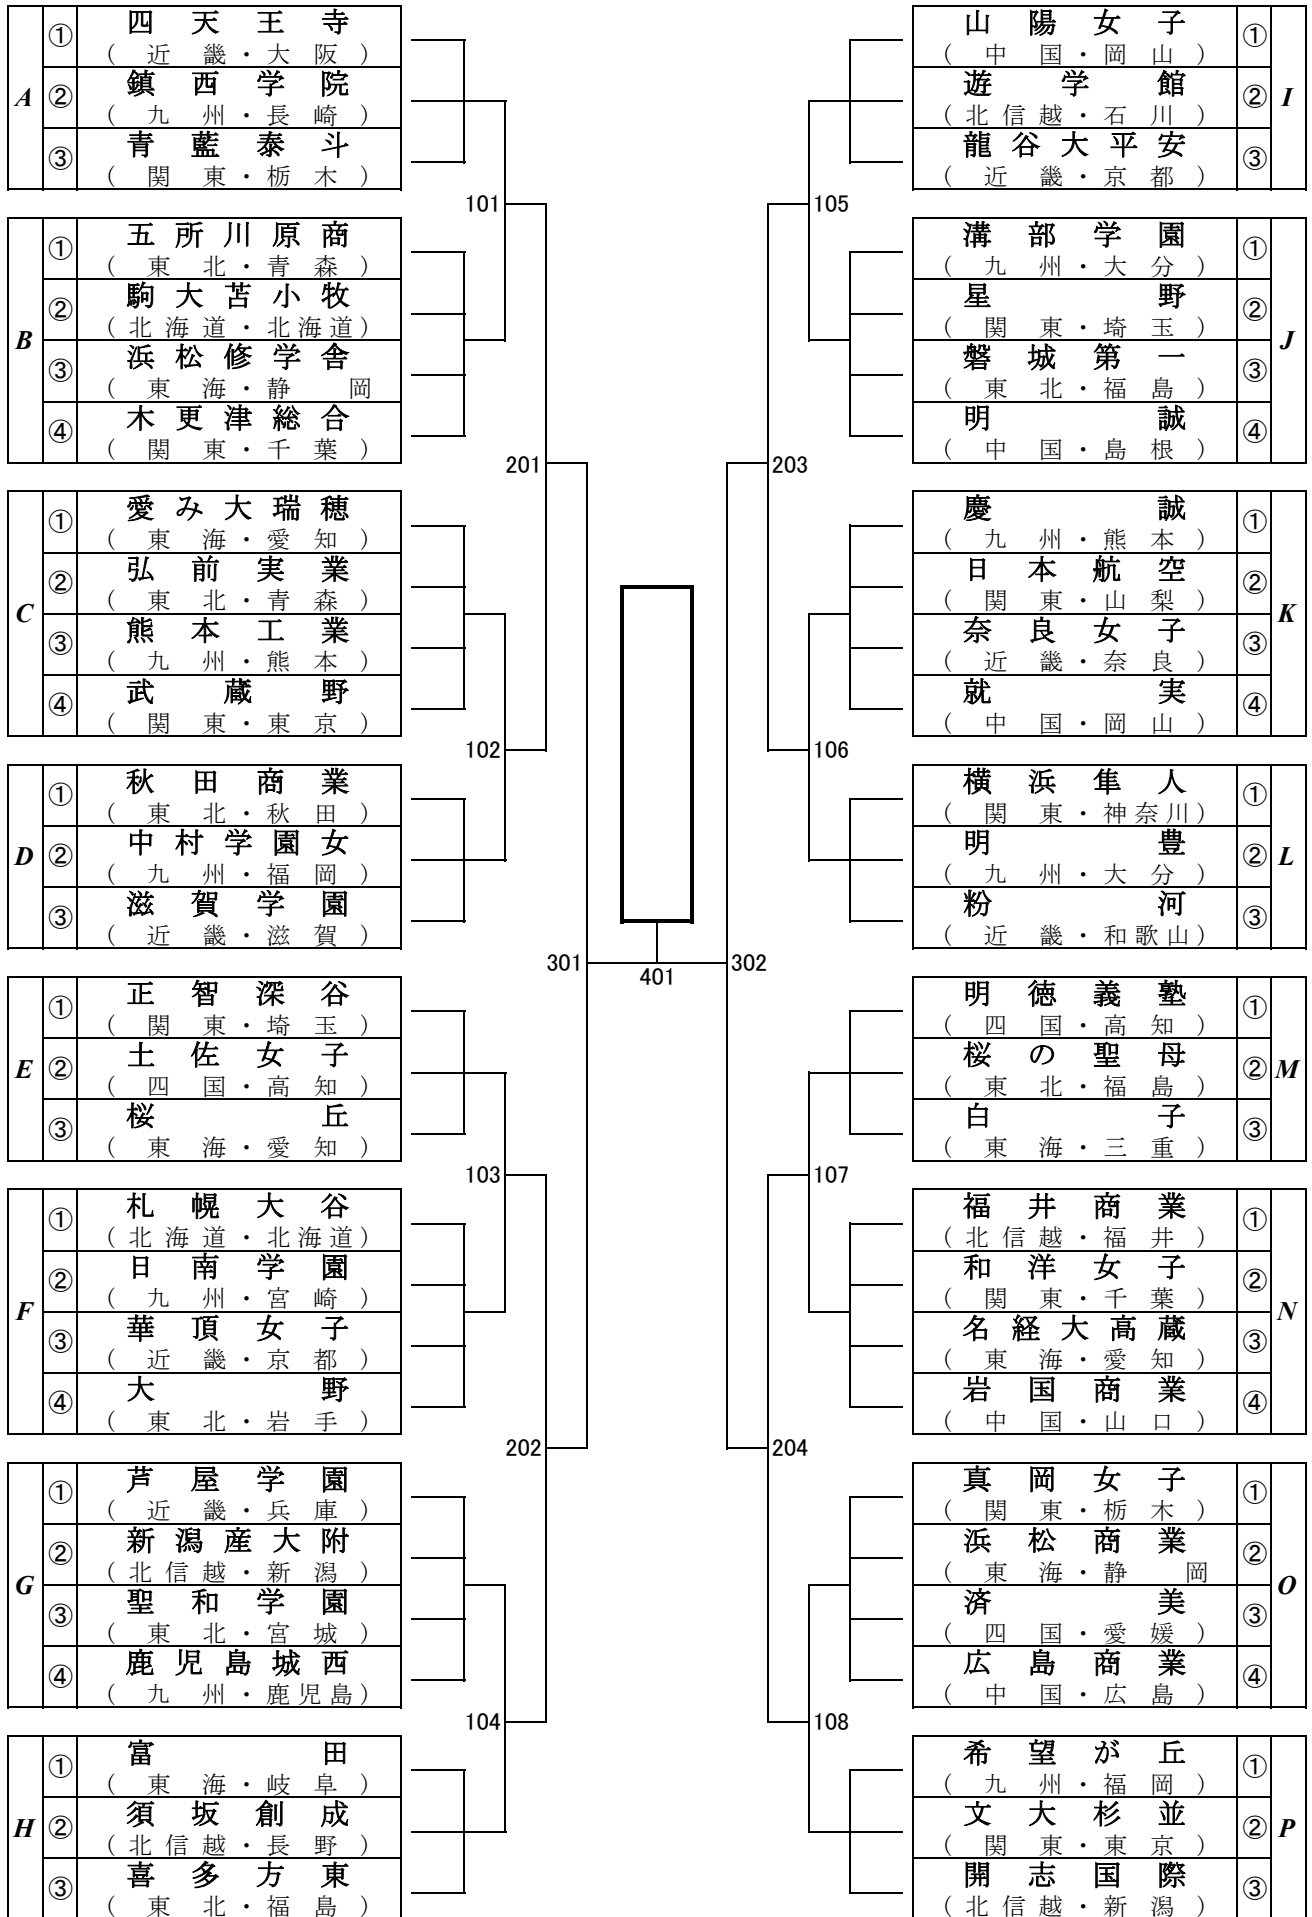 A
① 四天王寺
(近畿・大阪)
② 鎮西学院
(九州・長崎)
③ 青藍泰斗
(関東・栃木)
B
① 五所川原商
(東北・青森)
② 駒大苫小牧
(北海道・北海道)
③ 浜松修学舎
(東海・静岡
④ 木更津総合
(関東・千葉)
C
① 愛み大瑞穂
(東海・愛知)
② 弘前実業
(東北・青森)
③ 熊本工業
(九州・熊本)
④ 武蔵野
(関東・東京)
D
① 秋田商業
(東北・秋田)
② 中村学園女
(九州・福岡)
③ 滋賀学園
(近畿・滋賀)
E
① 正智深谷
(関東・埼玉)
② 土佐女子
(四国・高知)
③ 桜丘
(東海・愛知)
F
① 札幌大谷
(北海道・北海道)
② 日南学園
(九州・宮崎)
③ 華頂女子
(近畿・京都)
④ 大野
(東北・岩手)
G
① 芦屋学園
(近畿・兵庫)
② 新潟産大附
(北信越・新潟)
③ 聖和学園
(東北・宮城)
④ 鹿児島城西
(九州・鹿児島)
H
① 富田
(東海・岐阜)
② 須坂創成
(北信越・長野)
③ 喜多方東
(東北・福島)
101
102
103
104
201
202
301
401
302
203
204
105
106
107
108
山陽女子 ①
(中国・岡山)
遊学館 ②
(北信越・石川)
龍谷大平安 ③
(近畿・京都)
I
溝部学園 ①
(九州・大分)
星野 ②
(関東・埼玉)
磐城第一 ③
(東北・福島)
明誠 ④
(中国・島根)
J
慶誠 ①
(九州・熊本)
日本航空 ②
(関東・山梨)
奈良女子 ③
(近畿・奈良)
就実 ④
(中国・岡山)
K
横浜隼人 ①
(関東・神奈川)
明豊 ②
(九州・大分)
粉河 ③
(近畿・和歌山)
L
明徳義塾 ①
(四国・高知)
桜の聖母 ②
(東北・福島)
白子 ③
(東海・三重)
M
福井商業 ①
(北信越・福井)
和洋女子 ②
(関東・千葉)
名経大高蔵 ③
(東海・愛知)
岩国商業 ④
(中国・山口)
N
真岡女子 ①
(関東・栃木)
浜松商業 ②
(東海・静岡
済美 ③
(四国・愛媛)
広島商業 ④
(中国・広島)
O
希望が丘 ①
(九州・福岡)
文大杉並 ②
(関東・東京)
開志国際 ③
(北信越・新潟)
P